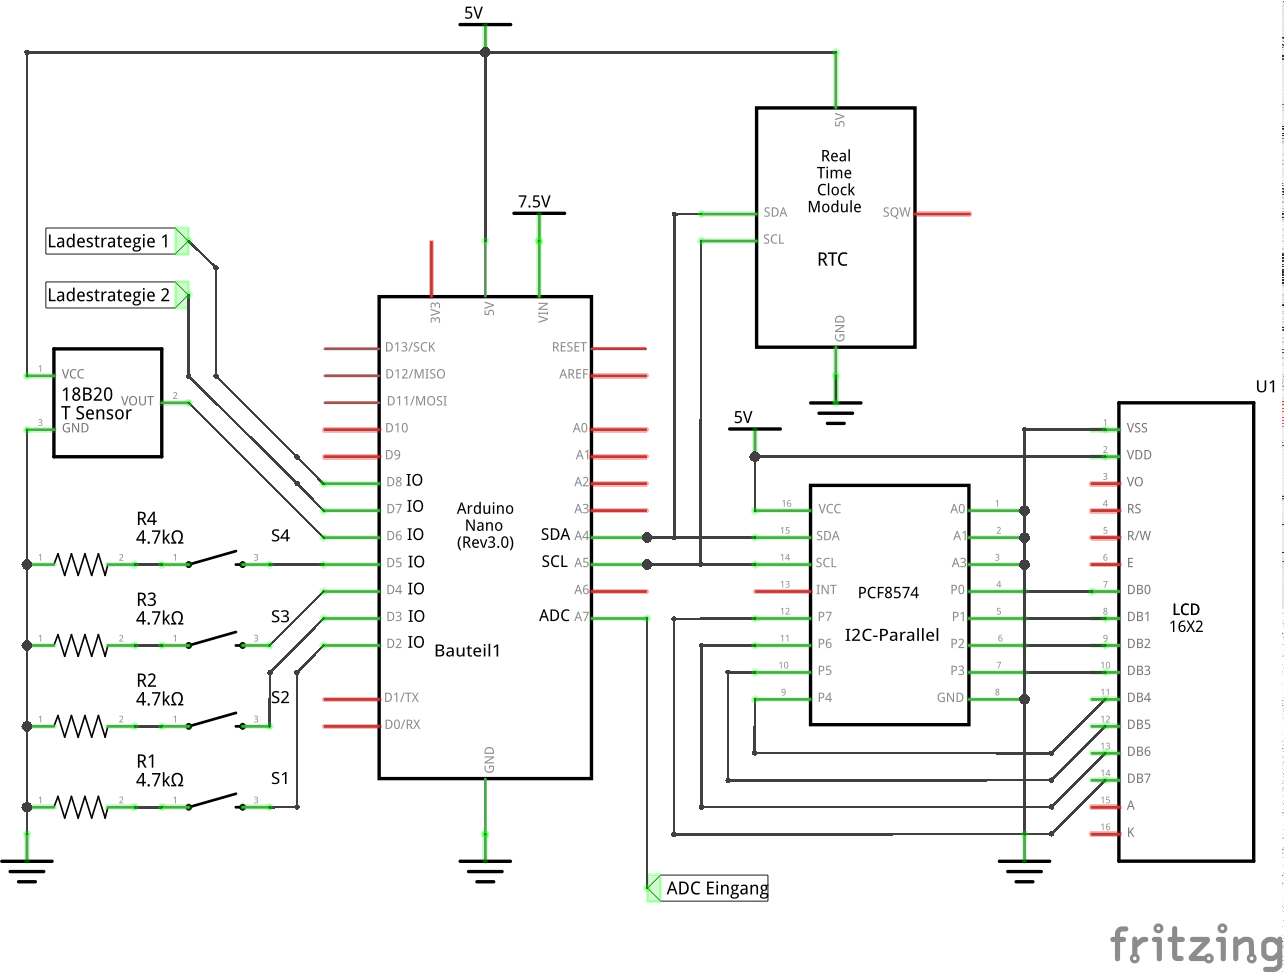 5V
7.5V
Ladestrategie 1
Ladestrategie 2
1 VCC
18B20
VOUT 2
T Sensor
3 GND
R4
4.7kΩ
S4
1 2 1 3
R3
4.7kΩ
S3
1 2 1 3
R2
4.7kΩ
S2
1 2 1 3
R1
4.7kΩ
S1
1 2 1 3
3V3 5V VIN
D13/SCK RESET
D12/MISO AREF
D11/MOSI
D10 A0
D9 A1
D8 IO A2
D7 IO A3
D6 IO SDA A4
D5 IO SCL A5
D4 IO A6
D3 IO ADC A7
D2 IO
D1/TX
D0/RX
Arduino
Nano
(Rev3.0)
Bauteil1
GND
ADC Eingang
5V
Real
Time
Clock
Module
SDA SQW
SCL
RTC
GND
5V
16 VCC A0 1
15 SDA A1 2
14 SCL A3 3
13 INT P0 4
12 P7 P1 5
11 P6 P2 6
10 P5 P3 7
9 P4 GND 8
PCF8574
I2C-Parallel
U1
1 VSS
2 VDD
3 VO
4 RS
5 R/W
6 E
7 DB0
8 DB1
9 DB2
10 DB3
11 DB4
12 DB5
13 DB6
14 DB7
15 A
16 K
LCD
16X2
fritzing